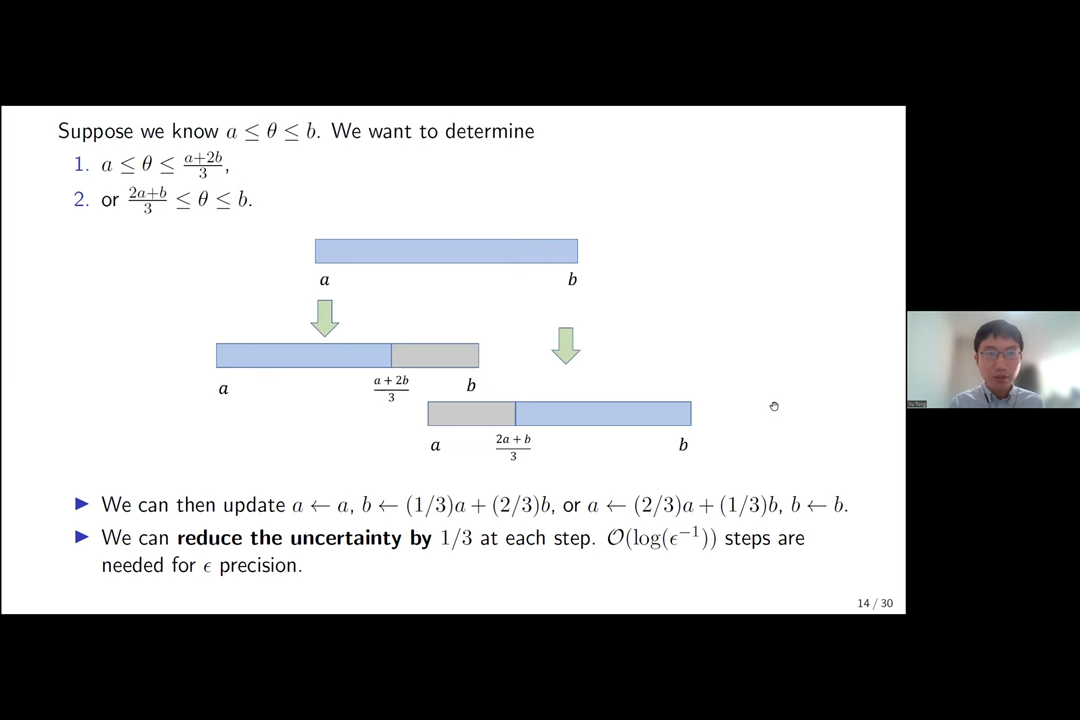 Suppose we know a ≤ θ ≤ b. We want to determine
1. a ≤ θ ≤ (a+2b)/3,
2. or (2a+b)/3 ≤ θ ≤ b.
a b
a (a + 2b)/3 b
a (2a + b)/3 b
▶ We can then update a ← a, b ← (1/3)a + (2/3)b, or a ← (2/3)a + (1/3)b, b ← b.
▶ We can reduce the uncertainty by 1/3 at each step. 𝒪(log(ϵ⁻¹)) steps are
needed for ϵ precision.
14 / 30